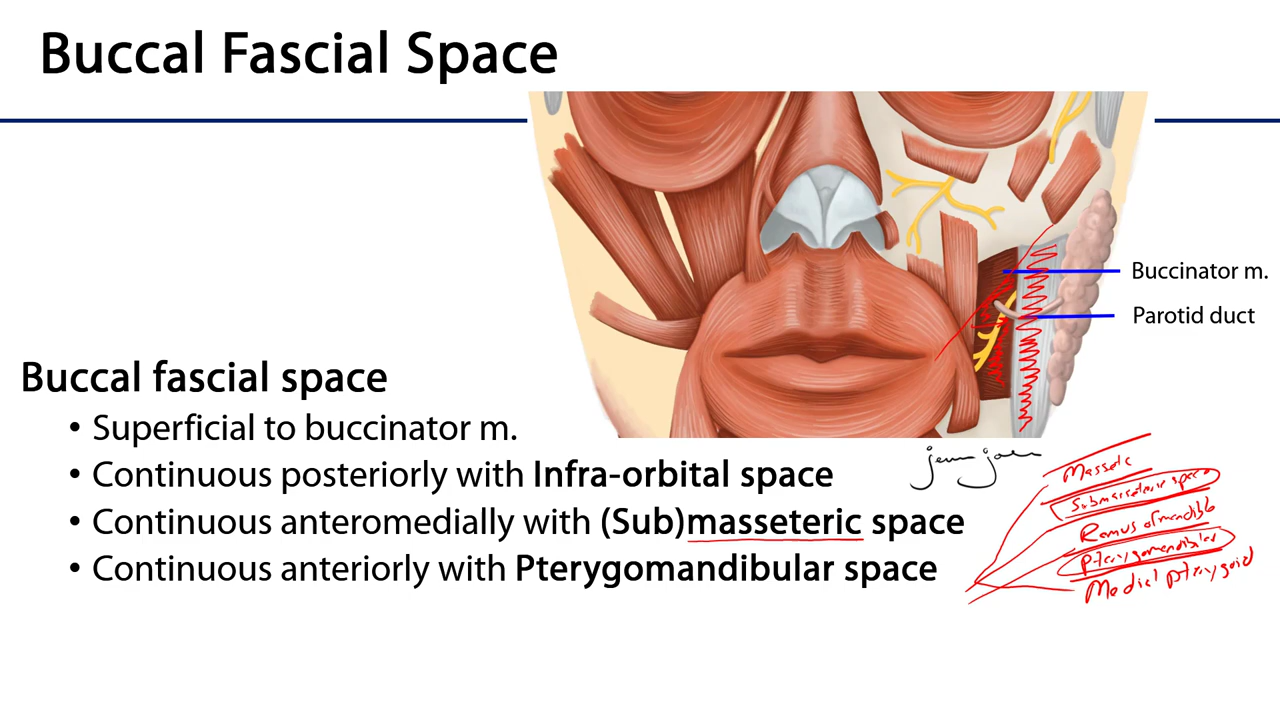 Buccal Fascial Space
Buccinator m.
Parotid duct
Buccal fascial space
• Superficial to buccinator m.
• Continuous posteriorly with Infra-orbital space
• Continuous anteromedially with (Sub)masseteric space
• Continuous anteriorly with Pterygomandibular space
Submasseteric space
Ramus of mandible
Pterygomandibular
Medial pterygoid